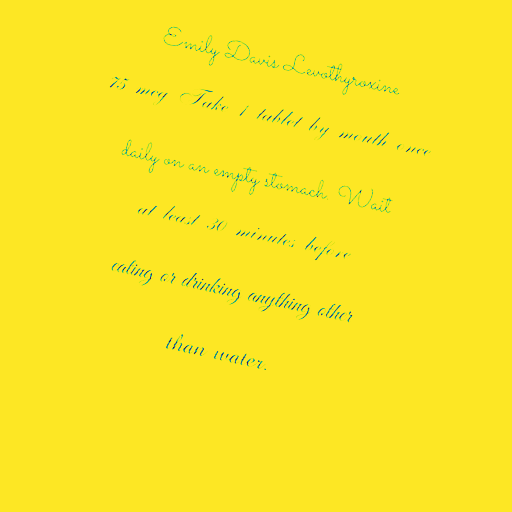 Emily Davis Levothyroxine
75 mcg Take 1 tablet by mouth once
daily on an empty stomach. Wait
at least 30 minutes before
eating or drinking anything other
than water.